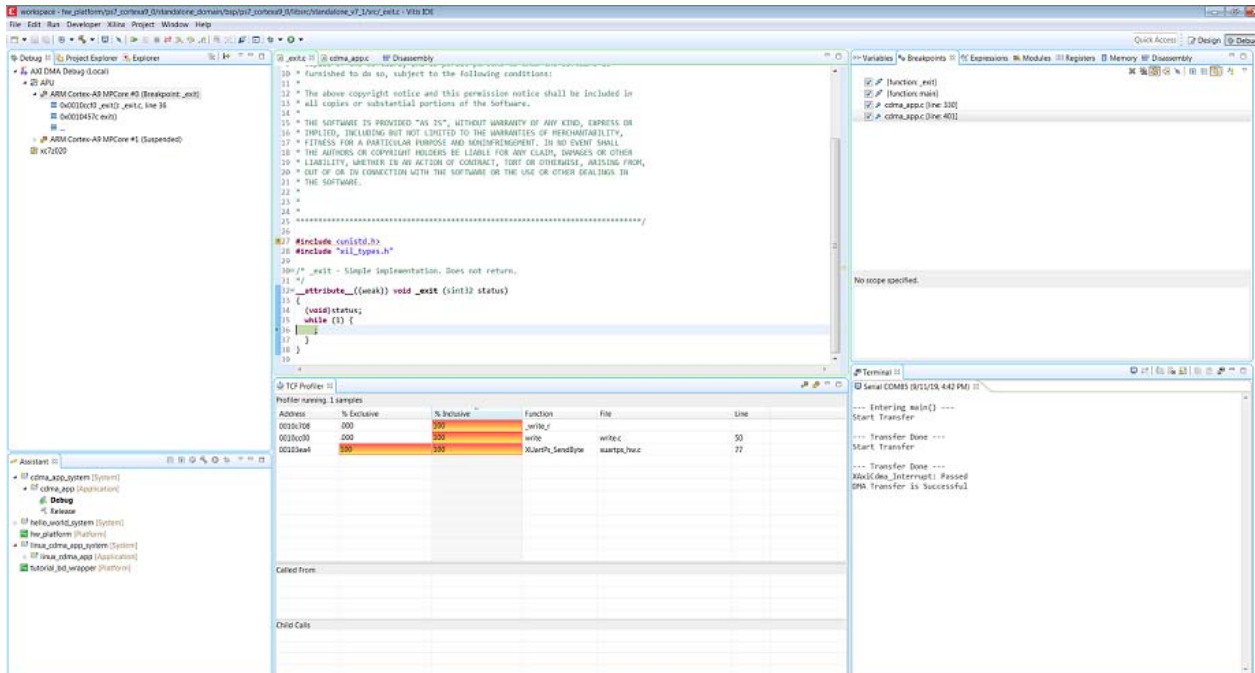 workspace - hw_platform/ps7_cortexa9_0/standalone_domain/bsp/ps7_cortexa9_0/libsrc/standalone_v7_1/src/_exit.c - Vitis IDE
File Edit Run Developer Xilinx Project Window Help
Quick Access Design Debug
Debug Project Explorer Explorer
AXI DMA Debug (Local)
APU
ARM Cortex-A9 MPCore #0 (Breakpoint: _exit)
0x0010ccf0 _exit(): _exit.c, line 36
0x0010457c exit()
...
ARM Cortex-A9 MPCore #1 (Suspended)
xc7z020
_exit.c cdma_app.c Disassembly
10 * furnished to do so, subject to the following conditions:
11 *
12 * The above copyright notice and this permission notice shall be included in
13 * all copies or substantial portions of the Software.
14 *
15 * THE SOFTWARE IS PROVIDED "AS IS", WITHOUT WARRANTY OF ANY KIND, EXPRESS OR
16 * IMPLIED, INCLUDING BUT NOT LIMITED TO THE WARRANTIES OF MERCHANTABILITY,
17 * FITNESS FOR A PARTICULAR PURPOSE AND NONINFRINGEMENT. IN NO EVENT SHALL
18 * THE AUTHORS OR COPYRIGHT HOLDERS BE LIABLE FOR ANY CLAIM, DAMAGES OR OTHER
19 * LIABILITY, WHETHER IN AN ACTION OF CONTRACT, TORT OR OTHERWISE, ARISING FROM,
20 * OUT OF OR IN CONNECTION WITH THE SOFTWARE OR THE USE OR OTHER DEALINGS IN
21 * THE SOFTWARE.
22 *
23 *
24 *
25 ******************************************************************************/
26
27 #include <unistd.h>
28 #include "xil_types.h"
29
30 /* _exit - Simple implementation. Does not return.
31 */
32 __attribute__((weak)) void _exit (sint32 status)
33 {
34 (void)status;
35 while (1) {
36 ;
37 }
38 }
39
Variables Breakpoints Expressions Modules Registers Memory Disassembly
[function: _exit]
[function: main]
cdma_app.c [line: 330]
cdma_app.c [line: 401]
No scope specified.
TCF Profiler
Profiler running. 1 samples
Address % Exclusive % Inclusive Function File Line
0010c708 .000 100 _write_r
0010cc00 .000 100 write write.c 50
00103ea4 100 100 XUartPs_SendByte xuartps_hw.c 77
Called From
Child Calls
Terminal
Serial COM85 (9/11/19, 4:42 PM)
--- Entering main() ---
Start Transfer
--- Transfer Done ---
Start Transfer
--- Transfer Done ---
XAxiCdma_Interrupt: Passed
DMA Transfer is Successful
Assistant
cdma_app_system [System]
cdma_app [Application]
Debug
Release
hello_world_system [System]
hw_platform [Platform]
linux_cdma_app_system [System]
linux_cdma_app [Application]
tutorial_bd_wrapper [Platform]